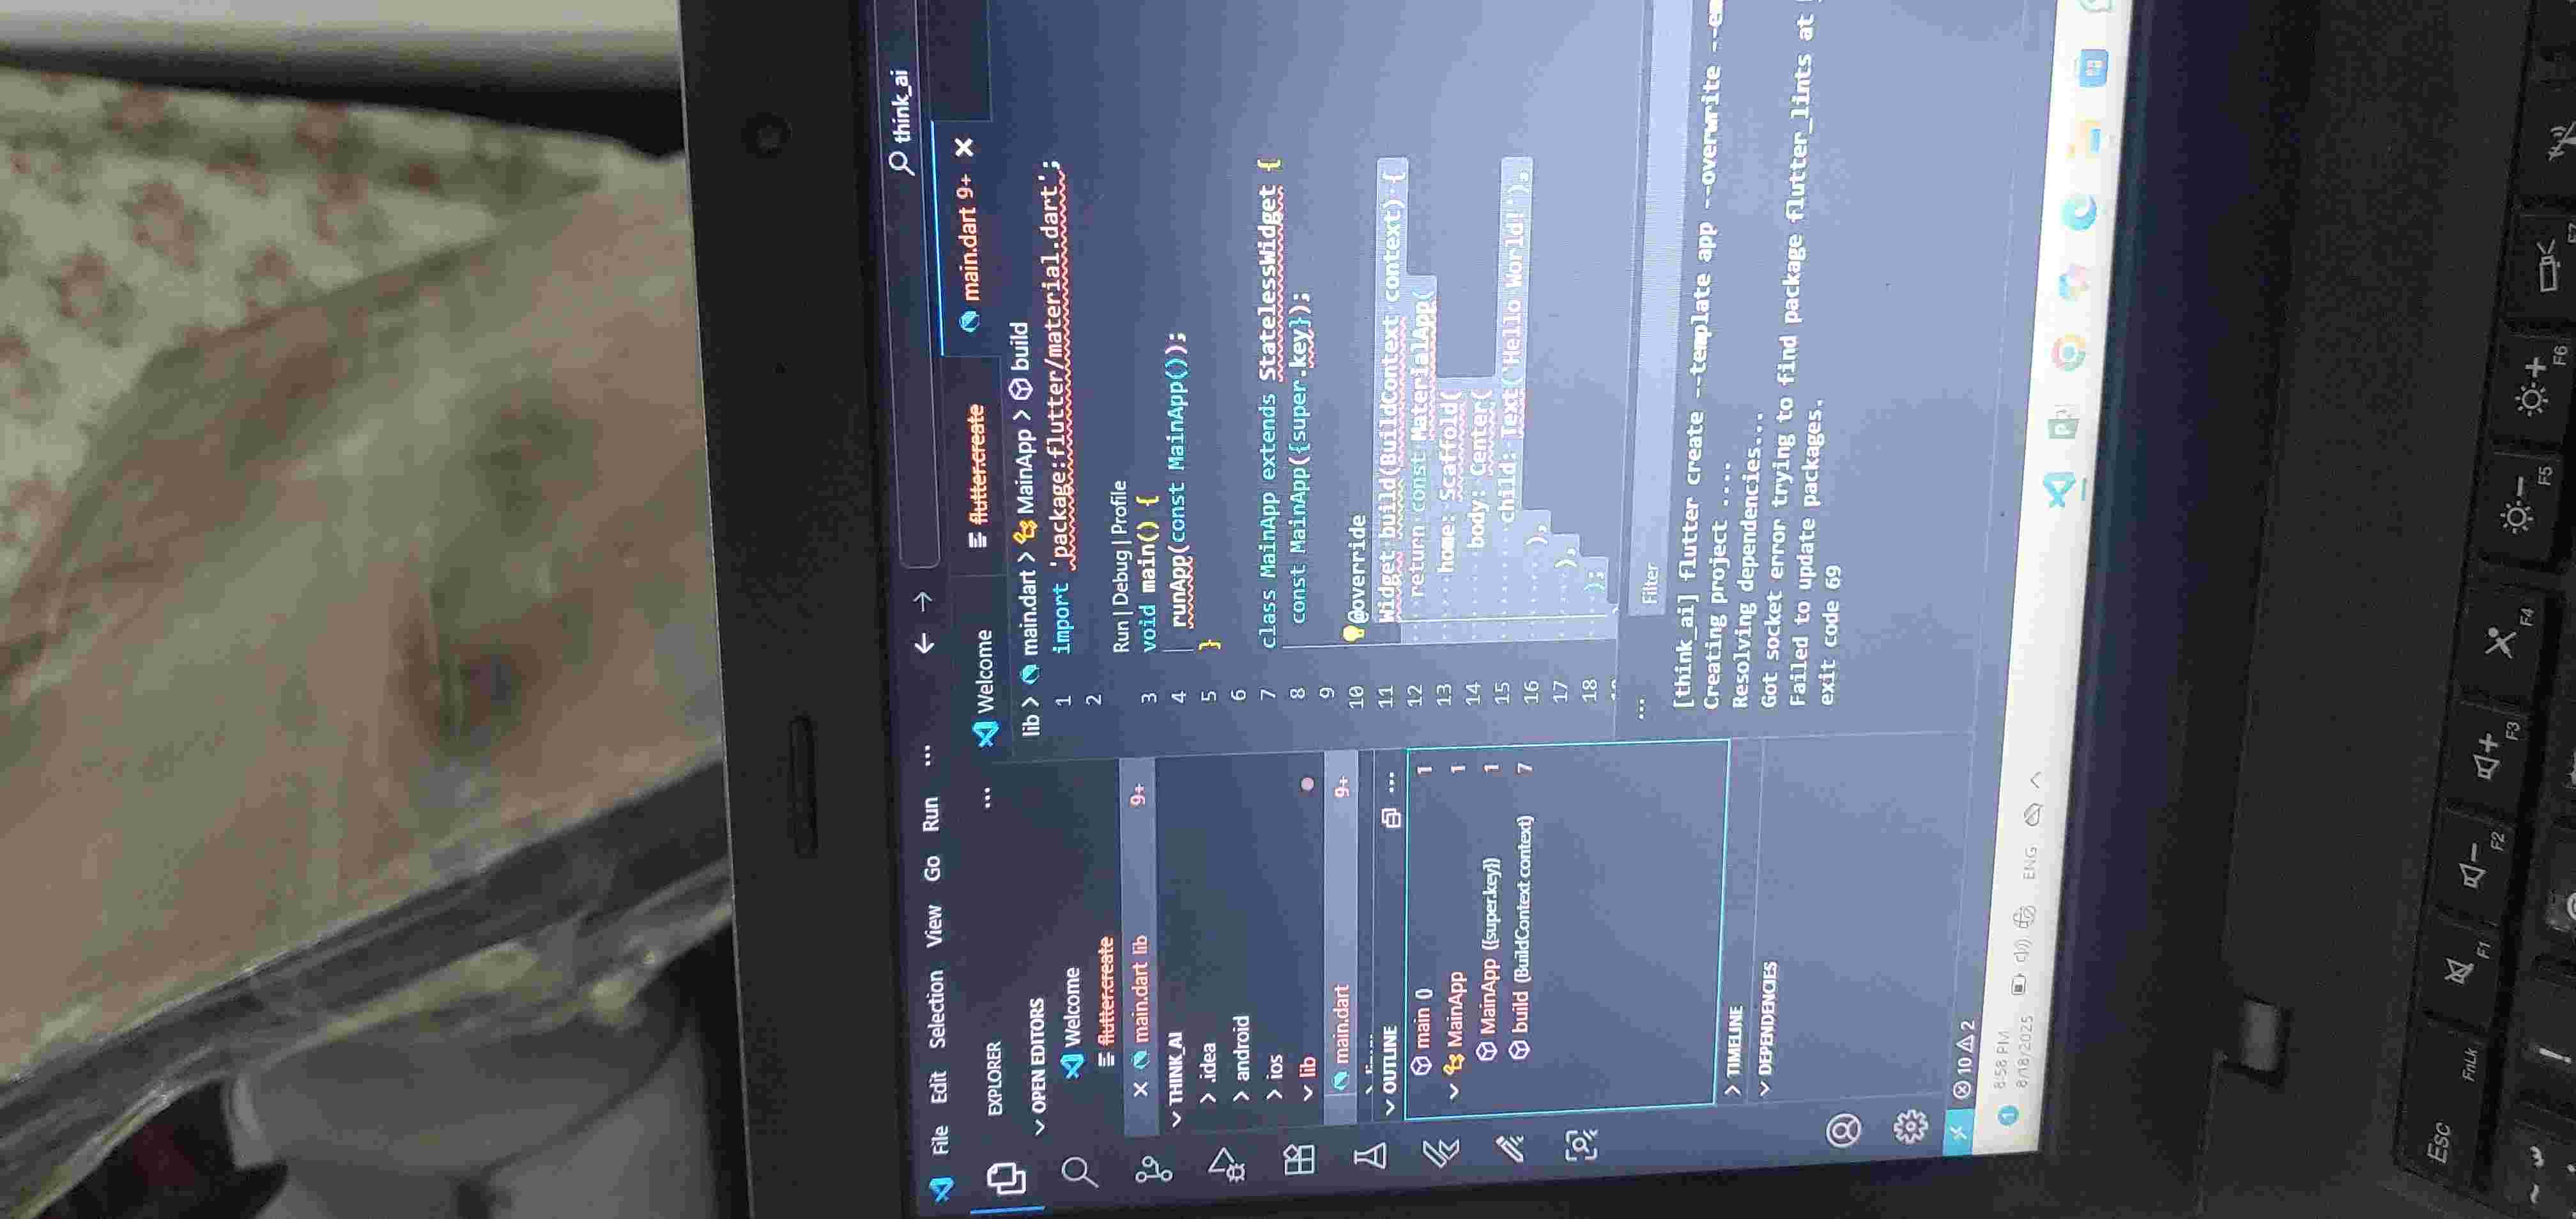 File Edit Selection View Go Run ...
← →
think_ai
EXPLORER ...
OPEN EDITORS
Welcome
flutter.create
main.dart lib 9+
THINK_AI
.idea
android
ios
lib
main.dart 9+
OUTLINE ...
main () 1
MainApp 1
MainApp ({super.key}) 1
build (BuildContext context) 7
TIMELINE
DEPENDENCIES
Welcome
flutter.create
main.dart 9+
lib > main.dart > MainApp > build
1 import 'package:flutter/material.dart';
2
Run | Debug | Profile
3 void main() {
4 runApp(const MainApp());
5 }
6
7 class MainApp extends StatelessWidget {
8 const MainApp({super.key});
9
10 @override
11 Widget build(BuildContext context) {
12 return const MaterialApp(
13 home: Scaffold(
14 body: Center(
15 child: Text('Hello World!'),
16 ),
17 ),
18 );
... Filter
[think_ai] flutter create --template app --overwrite
Creating project ....
Resolving dependencies...
Got socket error trying to find package flutter_lints at
Failed to update packages.
exit code 69
10 2
1
8:58 PM
8/18/2025
ENG
Esc
FnLk
F1
F2
F3
F4
F5
F6
F7